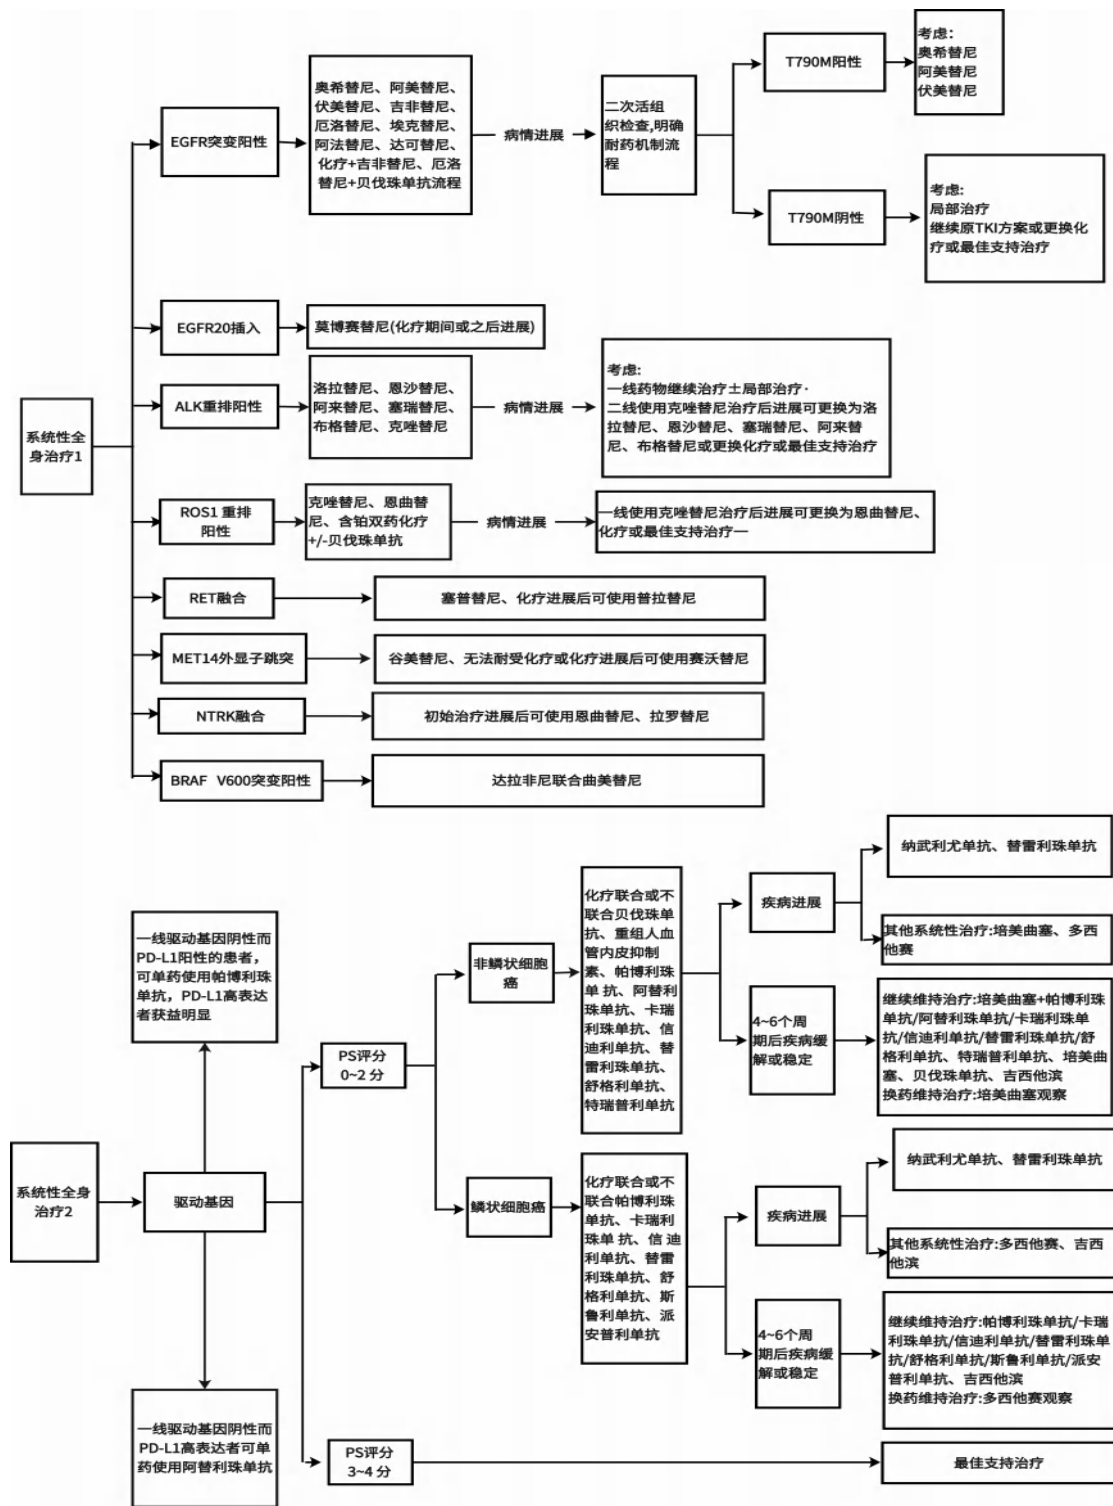 系统性全
身治疗1
EGFR突变阳性
奥希替尼、阿美替尼、
伏美替尼、吉非替尼、
厄洛替尼、埃克替尼、
阿法替尼、达可替尼、
化疗+吉非替尼、厄洛
替尼+贝伐珠单抗流程
病情进展
二次活组
织检查,明确
耐药机制流
程
T790M阳性
考虑：
奥希替尼
阿美替尼
伏美替尼
T790M阴性
考虑:
局部治疗
继续原TKI方案或更换化
疗或最佳支持治疗
EGFR20插入
莫博赛替尼(化疗期间或之后进展)
ALK重排阳性
洛拉替尼、恩沙替尼、
阿来替尼、塞瑞替尼、
布格替尼、克唑替尼
病情进展
考虑:
一线药物继续治疗±局部治疗·
二线使用克唑替尼治疗后进展可更换为洛
拉替尼、恩沙替尼、塞瑞替尼、阿来替
尼、布格替尼或更换化疗或最佳支持治疗
ROS1 重排
阳性
克唑替尼、恩曲替
尼、含铂双药化疗
+/-贝伐珠单抗
病情进展
一线使用克唑替尼治疗后进展可更换为恩曲替尼、
化疗或最佳支持治疗一
RET融合
塞普替尼、化疗进展后可使用普拉替尼
MET14外显子跳突
谷美替尼、无法耐受化疗或化疗进展后可使用赛沃替尼
NTRK融合
初始治疗进展后可使用恩曲替尼、拉罗替尼
BRAF V600突变阳性
达拉非尼联合曲美替尼
系统性全身
治疗2
驱动基因
一线驱动基因阴性而
PD-L1阳性的患者，
可单药使用帕博利珠
单抗，PD-L1高表达
者获益明显
一线驱动基因阴性而
PD-L1高表达者可单
药使用阿替利珠单抗
PS评分
0~2 分
非鳞状细胞
癌
化疗联合或不
联合贝伐珠单
抗、重组人血
管内皮抑制
素、帕博利珠
单 抗、阿替利
珠单抗、卡瑞
利珠单抗、信
迪利单抗、替
雷利珠单抗、
舒格利单抗、
特瑞普利单抗
疾病进展
纳武利尤单抗、替雷利珠单抗
其他系统性治疗:培美曲塞、多西
他赛
4~6个周
期后疾病缓
解或稳定
继续维持治疗:培美曲塞+帕博利珠
单抗/阿替利珠单抗/卡瑞利珠单
抗/信迪利单抗/替雷利珠单抗/舒
格利单抗、特瑞普利单抗、培美曲
塞、贝伐珠单抗、吉西他滨
换药维持治疗:培美曲塞观察
鳞状细胞癌
化疗联合或不
联合帕博利珠
单抗、卡瑞利
珠单 抗、信 迪
利单抗、替雷
利珠单抗、舒
格利单抗、斯
鲁利单抗、派
安普利单抗
疾病进展
纳武利尤单抗、替雷利珠单抗
其他系统性治疗:多西他赛、吉西
他滨
4~6个周
期后疾病缓
解或稳定
继续维持治疗:帕博利珠单抗/卡瑞
利珠单抗/信迪利单抗/替雷利珠单
抗/舒格利单抗/斯鲁利单抗/派安
普利单抗、吉西他滨
换药维持治疗:多西他赛观察
PS评分
3~4 分
最佳支持治疗